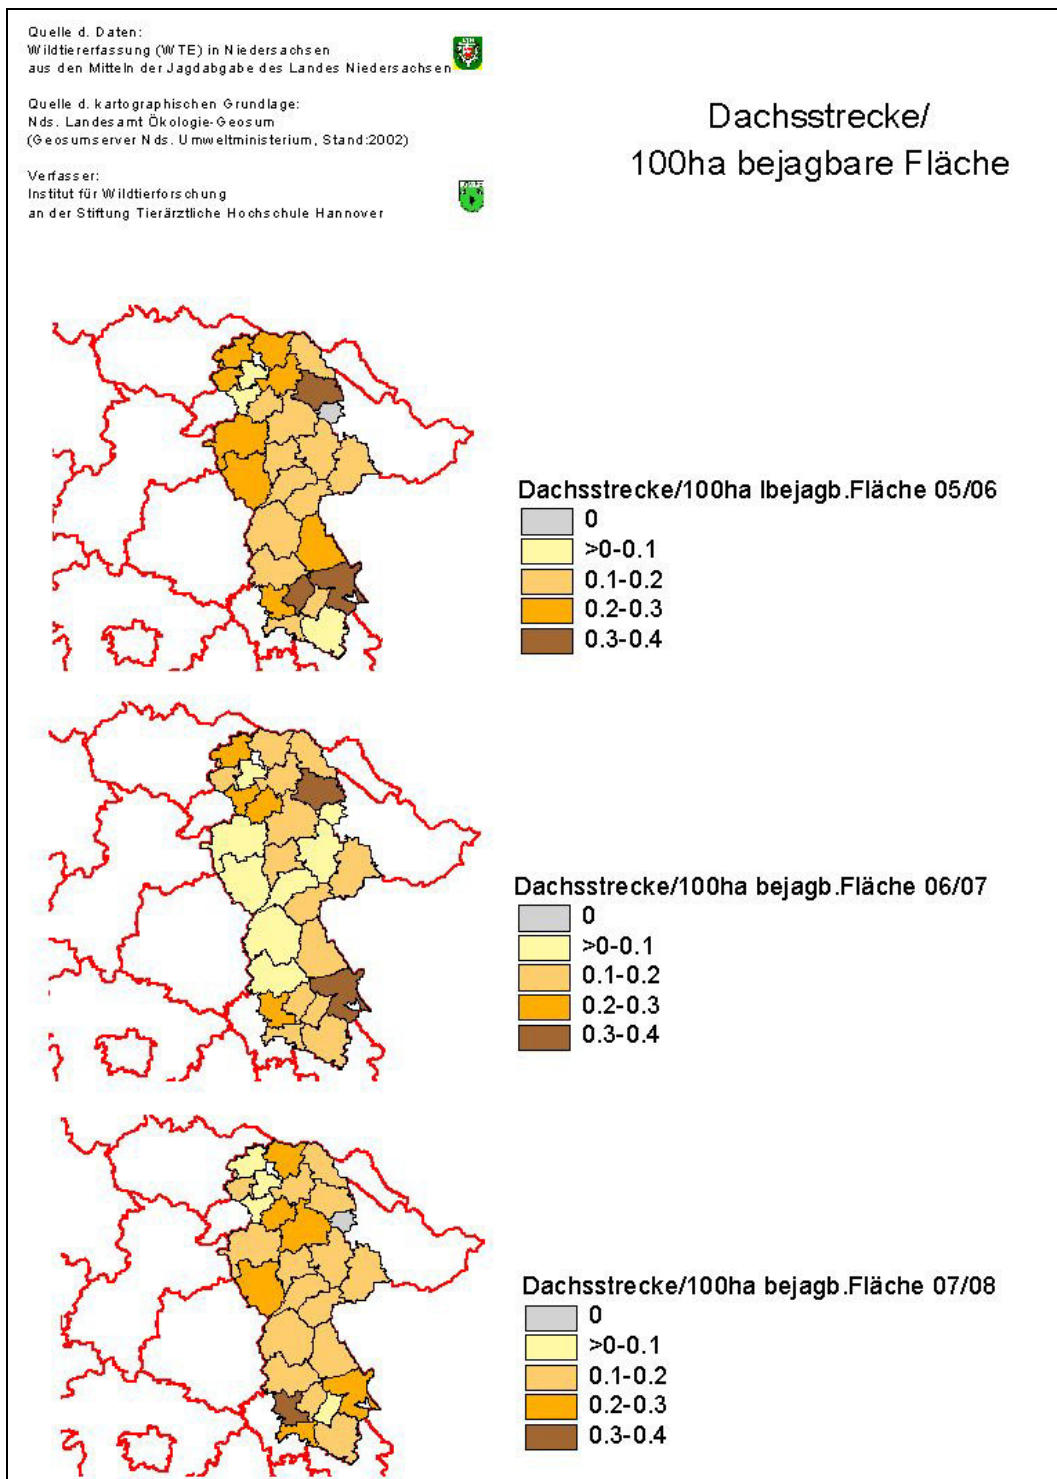 Quelle d. Daten:
Wildtiererfassung (WTE) in Niedersachsen
aus den Mitteln der Jagdabgabe des Landes Niedersachsen
Quelle d. kartographischen Grundlage:
Nds. Landesamt Ökologie-Geosum
(Geosumserver Nds. Umweltministerium, Stand:2002)
Verfasser:
Institut für Wildtierforschung
an der Stiftung Tierärztliche Hochschule Hannover
Dachsstrecke/
100ha bejagbare Fläche
Dachsstrecke/100ha lbejagb.Fläche 05/06
0
>0-0.1
0.1-0.2
0.2-0.3
0.3-0.4
Dachsstrecke/100ha bejagb.Fläche 06/07
0
>0-0.1
0.1-0.2
0.2-0.3
0.3-0.4
Dachsstrecke/100ha bejagb.Fläche 07/08
0
>0-0.1
0.1-0.2
0.2-0.3
0.3-0.4